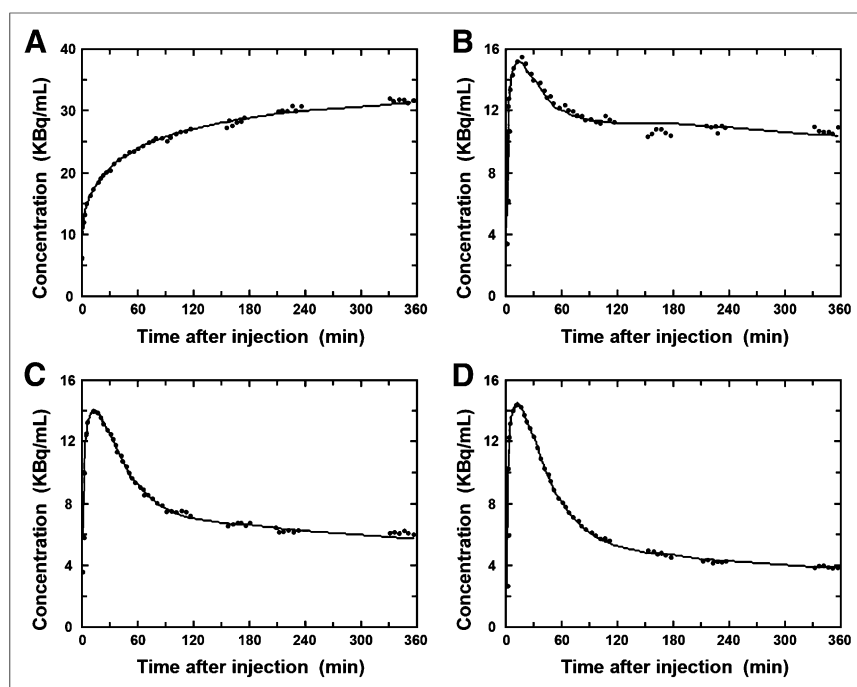 A
Concentration (KBq/mL)
40
30
20
10
0
0 60 120 180 240 300 360
Time after injection (min)
B
Concentration (KBq/mL)
16
12
8
4
0
0 60 120 180 240 300 360
Time after injection (min)
C
Concentration (KBq/mL)
16
12
8
4
0
0 60 120 180 240 300 360
Time after injection (min)
D
Concentration (KBq/mL)
16
12
8
4
0
0 60 120 180 240 300 360
Time after injection (min)